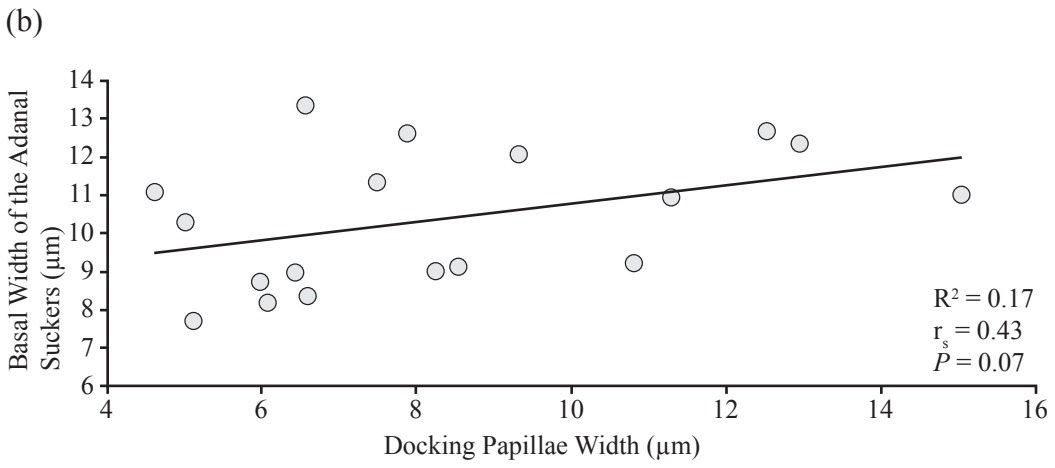 (b)
Basal Width of the Adanal
Suckers (µm)
14
13
12
11
10
9
8
7
6
4
6
8
10
12
14
16
Docking Papillae Width (µm)
R² = 0.17
rₛ = 0.43
P = 0.07